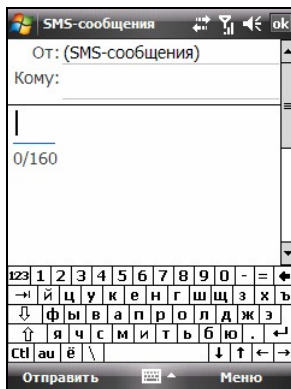 SMS-сообщения ok
От: (SMS-сообщения)
Кому:
0/160
123 1 2 3 4 5 6 7 8 9 0 - =
й ц у к е н г ш щ з х ъ
ф ы в а п р о л д ж э
я ч с м и т ь б ю .
Ctl au ё \
Отправить Меню